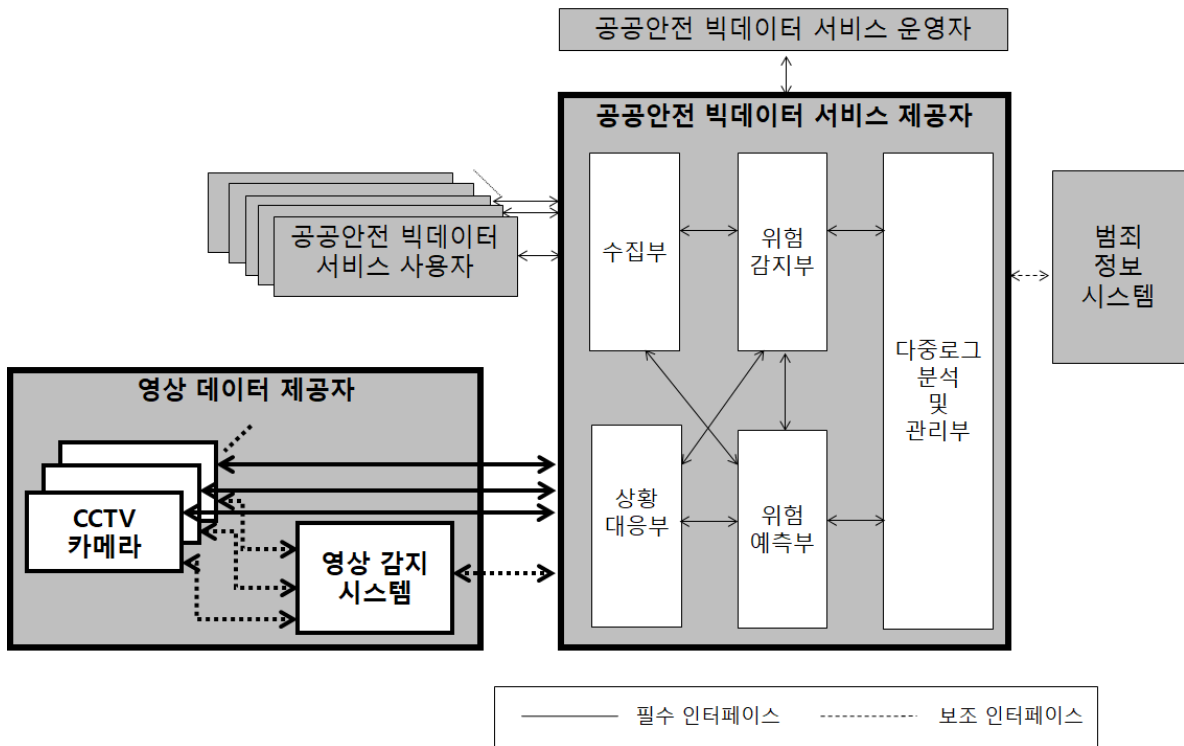 공공안전 빅데이터 서비스 운영자
공공안전 빅데이터 서비스 제공자
수집부
위험
감지부
다중로그
분석
및
관리부
상황
대응부
위험
예측부
범죄
정보
시스템
공공안전 빅데이터
서비스 사용자
영상 데이터 제공자
CCTV
카메라
영상 감지
시스템
필수 인터페이스
보조 인터페이스